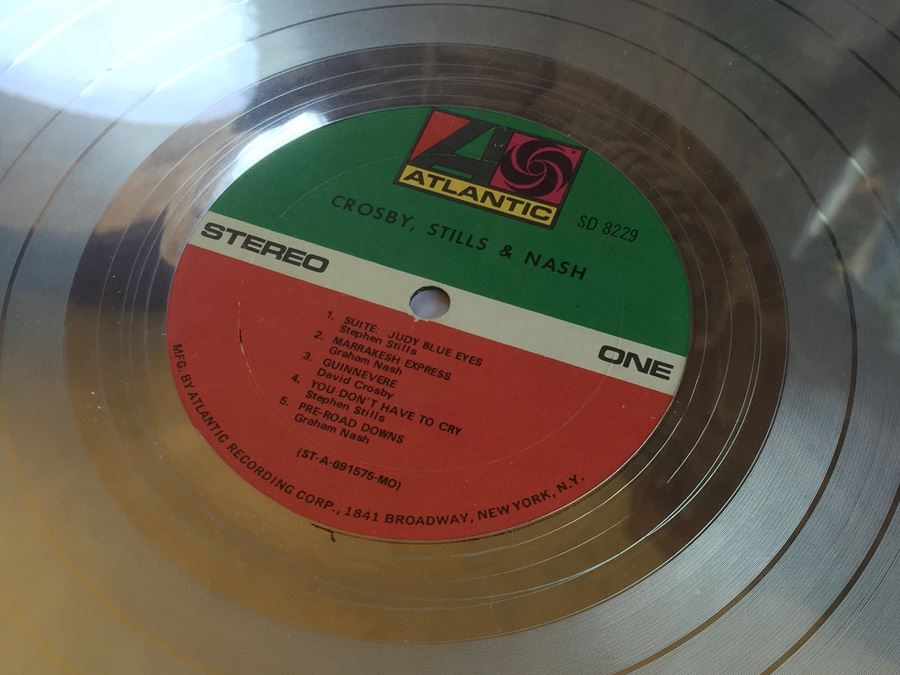 ATLANTIC
SD 8229
CROSBY, STILLS & NASH
STEREO
ONE
1. SUITE: JUDY BLUE EYES
Stephen Stills
2. MARRAKESH EXPRESS
Graham Nash
3. GUINNEVERE
David Crosby
4. YOU DON'T HAVE TO CRY
Stephen Stills
5. PRE-ROAD DOWNS
Graham Nash
(ST-A-691575-MO)
MFG. BY ATLANTIC RECORDING CORP., 1841 BROADWAY, NEW YORK, N.Y.